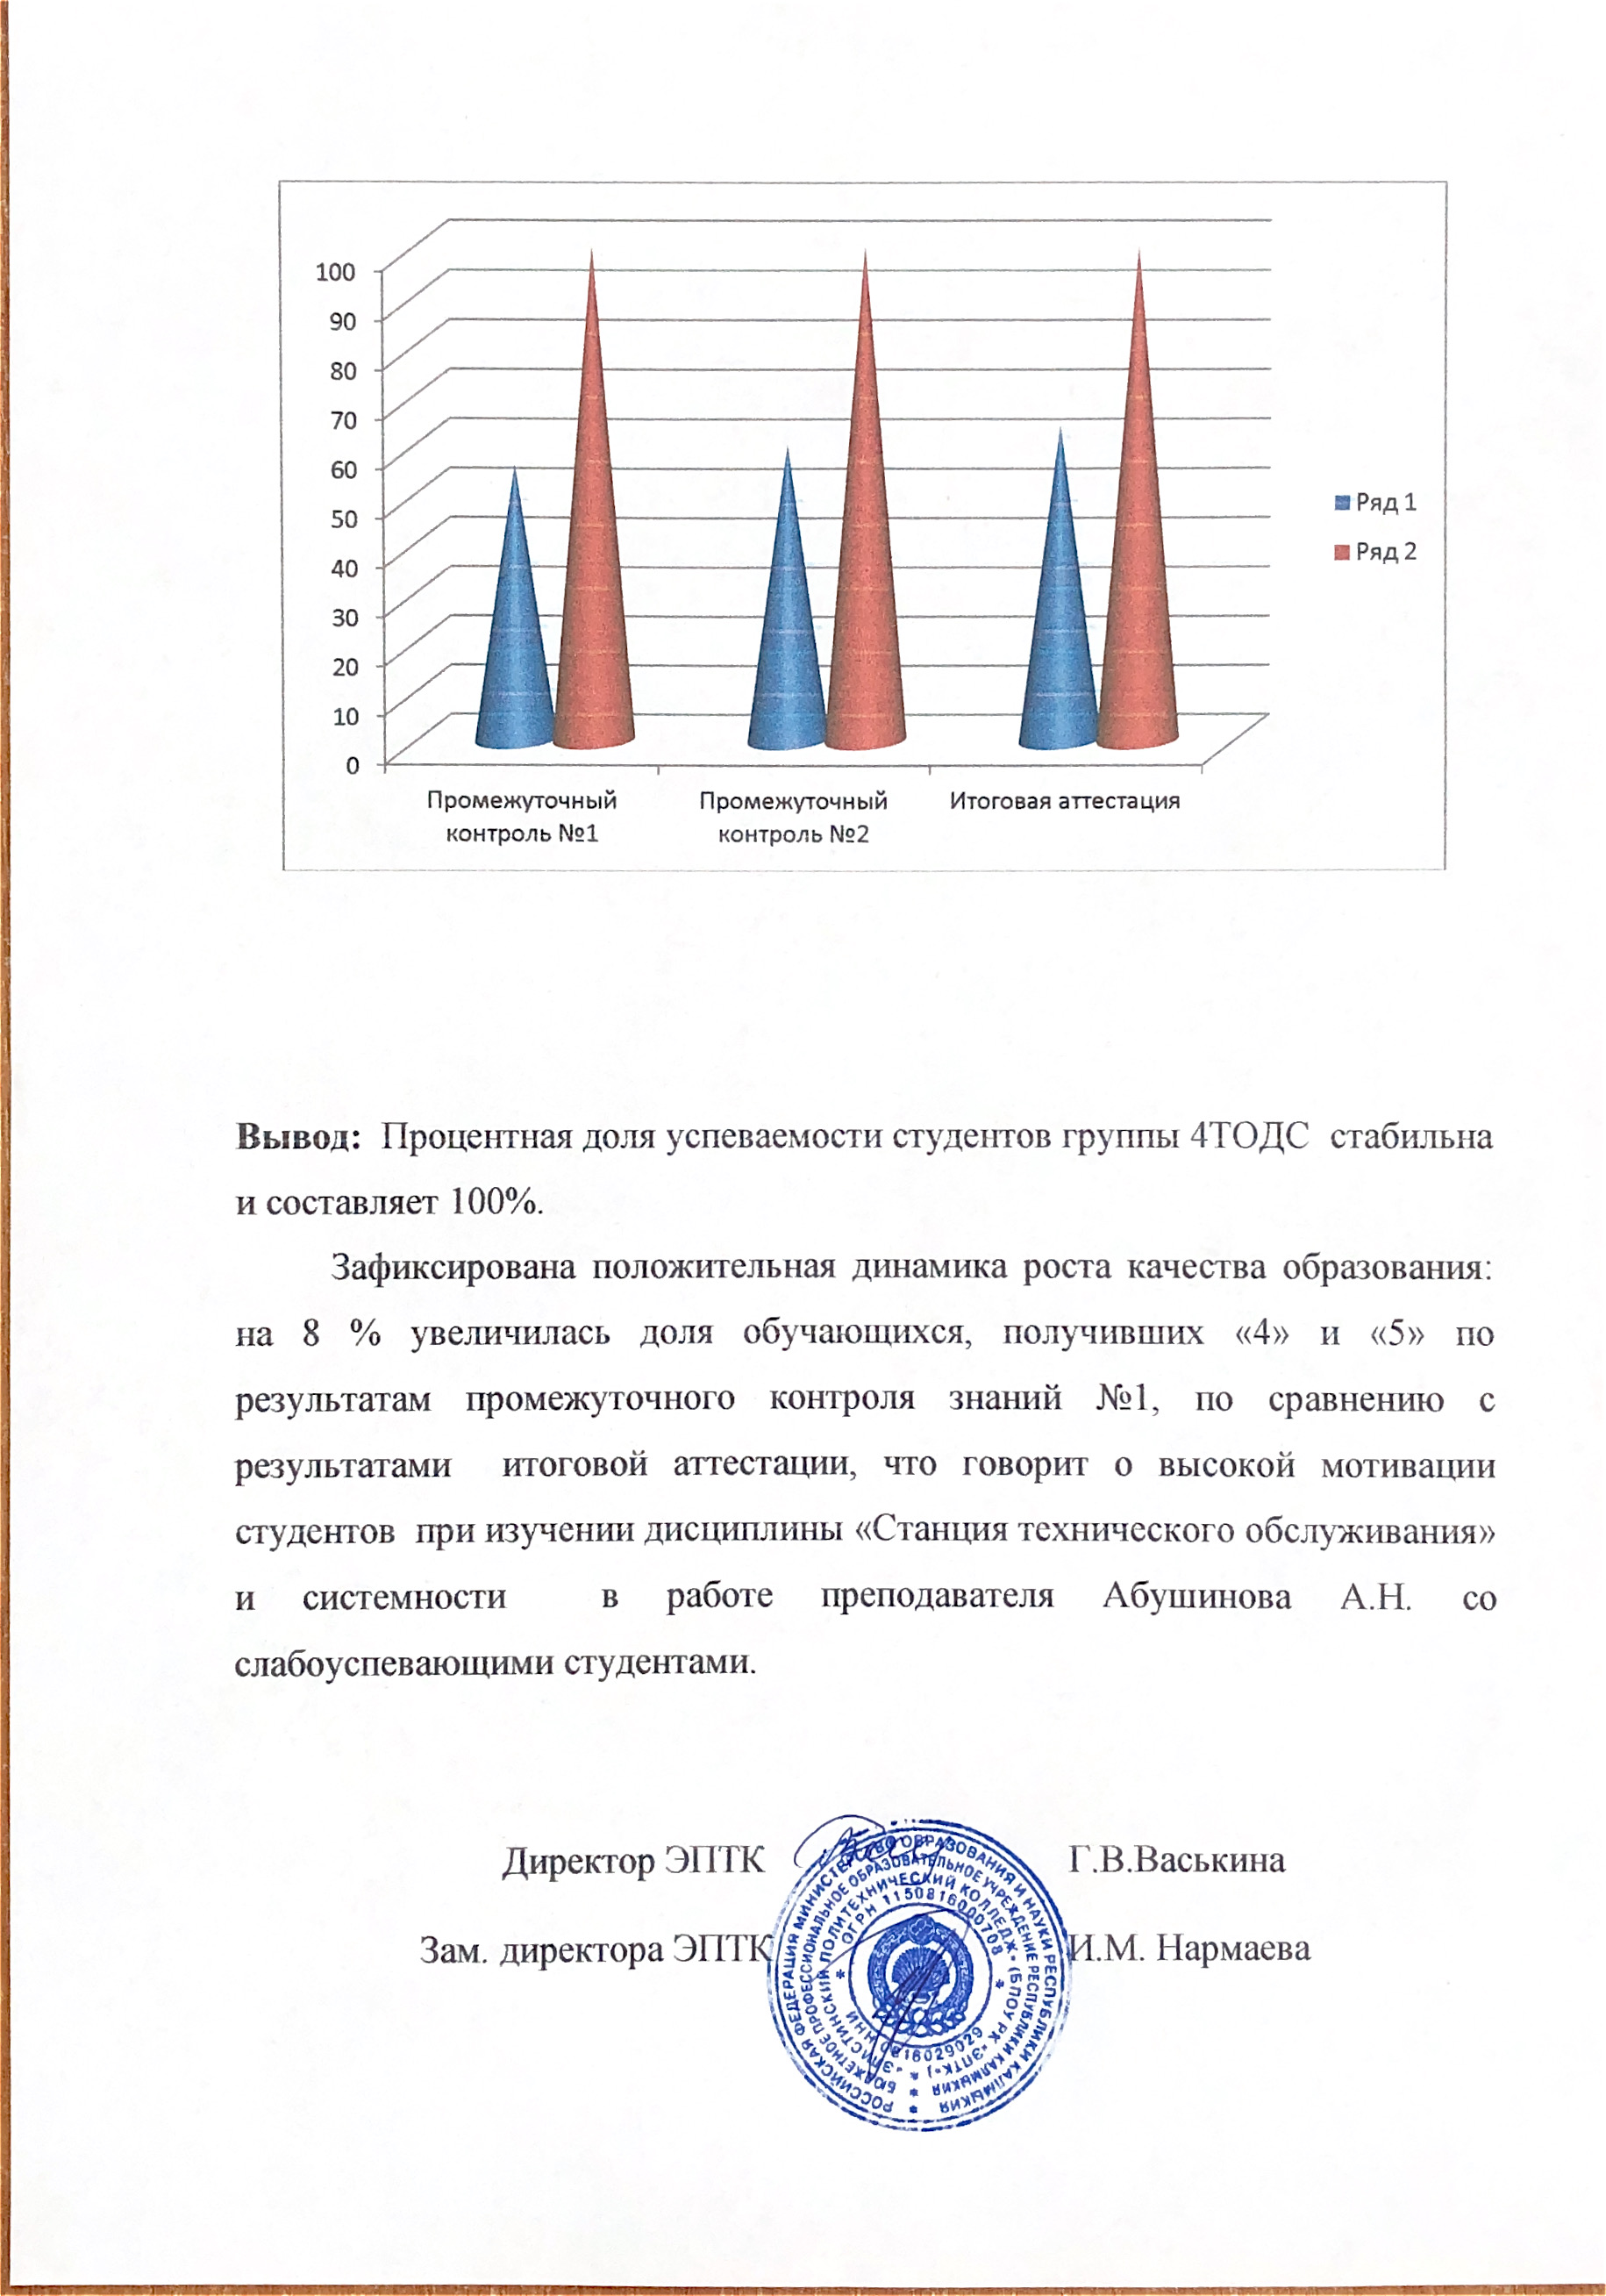 100
90
80
70
60
50
40
30
20
10
0
Ряд 1
Ряд 2
Промежуточный
контроль №1
Промежуточный
контроль №2
Итоговая аттестация
Вывод: Процентная доля успеваемости студентов группы 4ТОДС стабильна
и составляет 100%.
Зафиксирована положительная динамика роста качества образования:
на 8 % увеличилась доля обучающихся, получивших «4» и «5» по
результатам промежуточного контроля знаний №1, по сравнению с
результатами итоговой аттестации, что говорит о высокой мотивации
студентов при изучении дисциплины «Станция технического обслуживания»
и системности в работе преподавателя Абушинова А.Н. со
слабоуспевающими студентами.
Директор ЭПТК Г.В.Васькина
Зам. директора ЭПТК И.М. Нармаева
РОССИЙСКАЯ ФЕДЕРАЦИЯ МИНИСТЕРСТВО ОБРАЗОВАНИЯ И НАУКИ РЕСПУБЛИКИ КАЛМЫКИЯ
БЮДЖЕТНОЕ ПРОФЕССИОНАЛЬНОЕ ОБРАЗОВАТЕЛЬНОЕ УЧРЕЖДЕНИЕ РЕСПУБЛИКИ КАЛМЫКИЯ
«ЭЛИСТИНСКИЙ ПОЛИТЕХНИЧЕСКИЙ КОЛЛЕДЖ» (БПОУ РК «ЭПТК»)
ОГРН 1150816000708
ИНН 0816029029